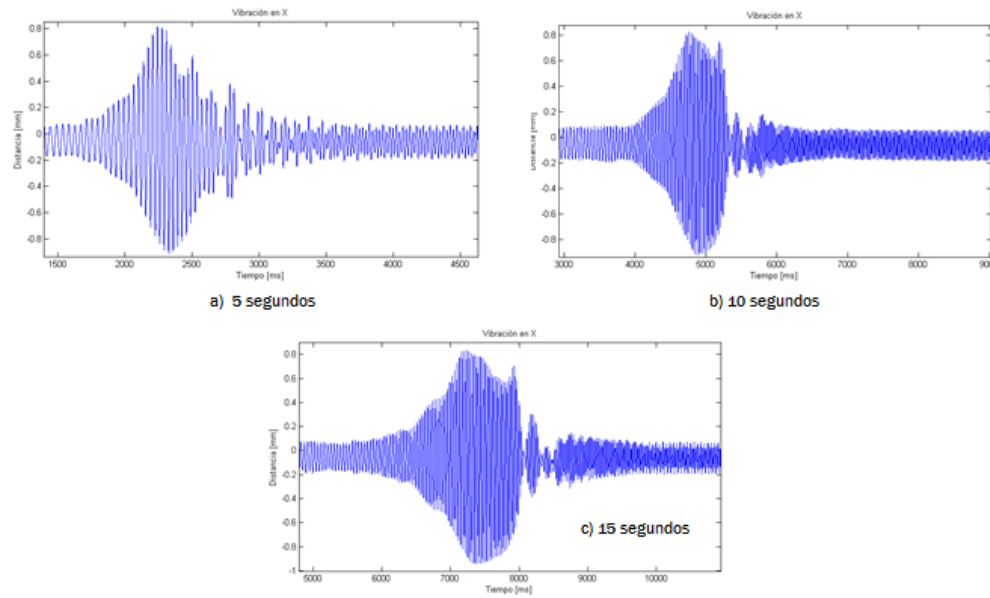 Vibración en X
0.8
0.6
0.4
0.2
0
-0.2
-0.4
-0.6
-0.8
Distancia [mm]
1500 2000 2500 3000 3500 4000 4500
Tiempo [ms]
a) 5 segundos
Vibración en X
0.8
0.6
0.4
0.2
0
-0.2
-0.4
-0.6
-0.8
Distancia [mm]
3000 4000 5000 6000 7000 8000 900
Tiempo [ms]
b) 10 segundos
Vibración en X
0.8
0.6
0.4
0.2
0
-0.2
-0.4
-0.6
-0.8
-1
Distancia [mm]
5000 6000 7000 8000 9000 10000
Tiempo [ms]
c) 15 segundos